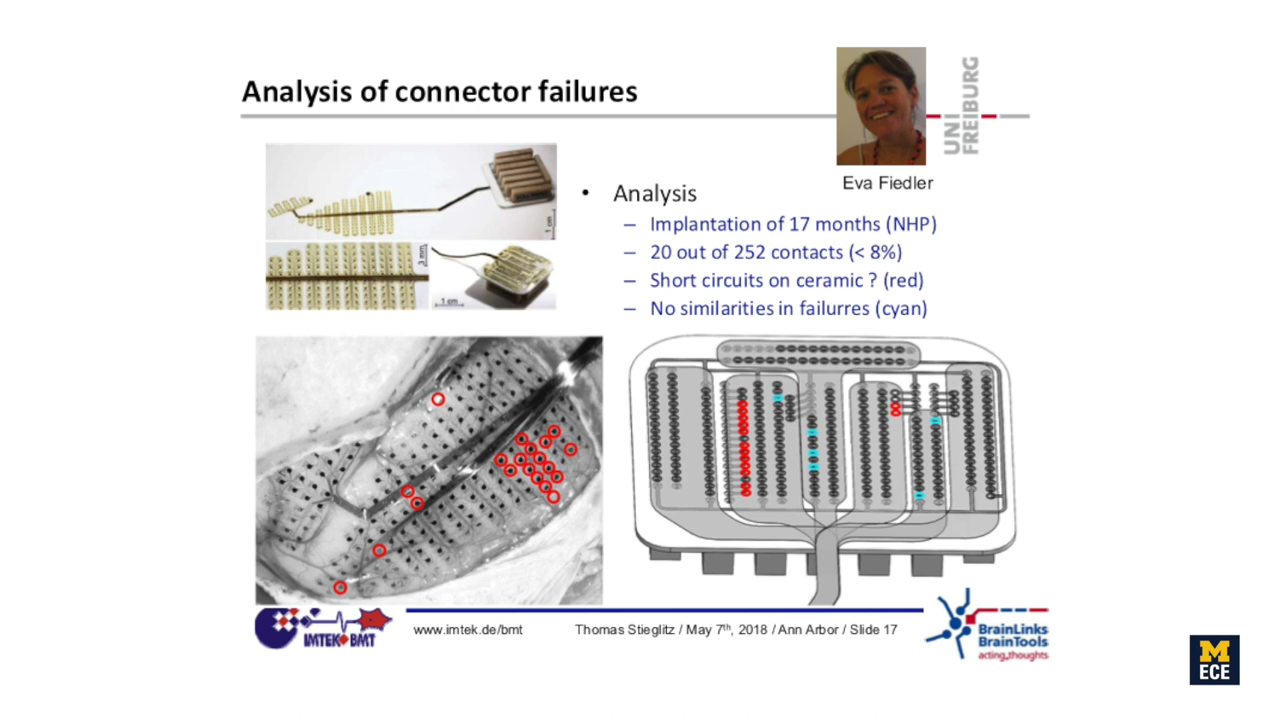 Analysis of connector failures
UNI
FREIBURG
Eva Fiedler
• Analysis
– Implantation of 17 months (NHP)
– 20 out of 252 contacts (< 8%)
– Short circuits on ceramic ? (red)
– No similarities in failurres (cyan)
1 cm
3 mm
1 cm
IMTEK BMT
www.imtek.de/bmt
Thomas Stieglitz / May 7th, 2018 / Ann Arbor / Slide 17
BrainLinks
BrainTools
acting_thoughts
M
ECE